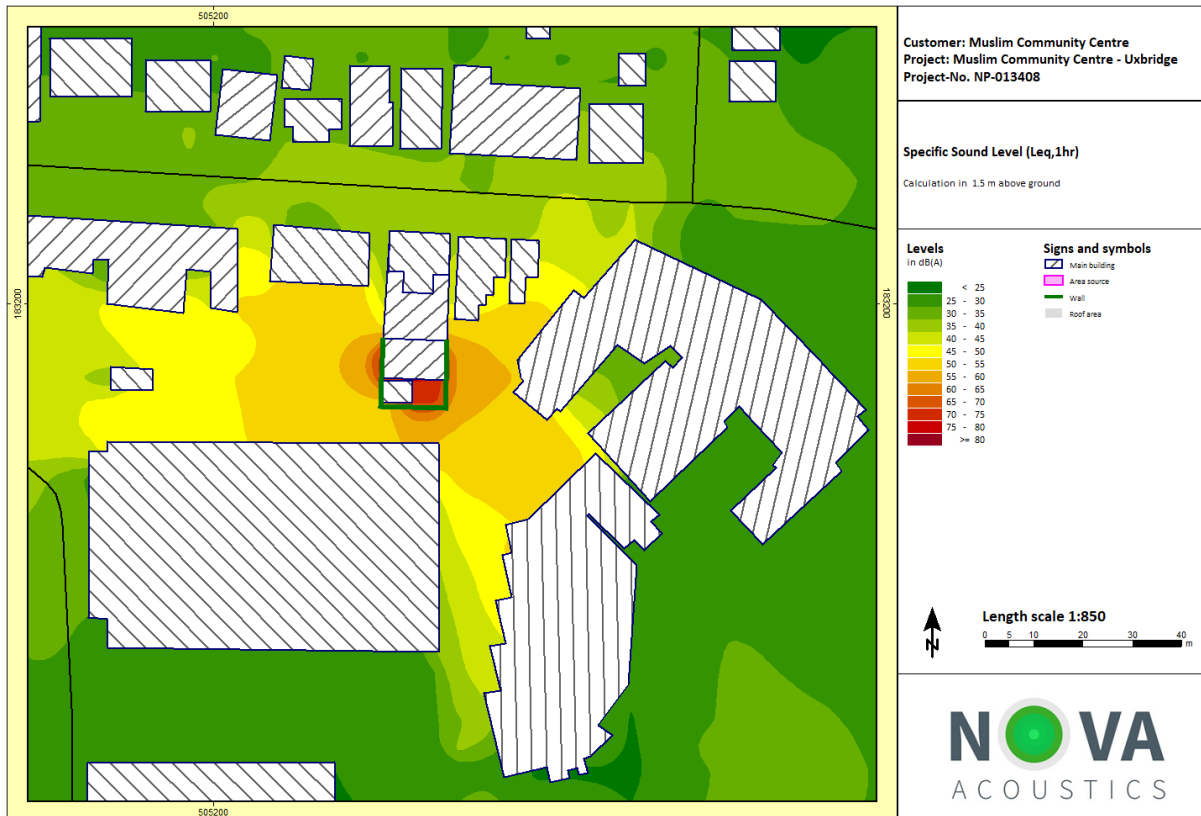 505200
183200
183200
505200
Customer: Muslim Community Centre
Project: Muslim Community Centre - Uxbridge
Project-No. NP-013408
Specific Sound Level (Leq,1hr)
Calculation in 1.5 m above ground
Levels
in dB(A)
< 25
25 - 30
30 - 35
35 - 40
40 - 45
45 - 50
50 - 55
55 - 60
60 - 65
65 - 70
70 - 75
75 - 80
>= 80
Signs and symbols
Main building
Area source
Wall
Roof area
N
Length scale 1:850
0 5 10 20 30 40
m
NOVA
ACOUSTICS